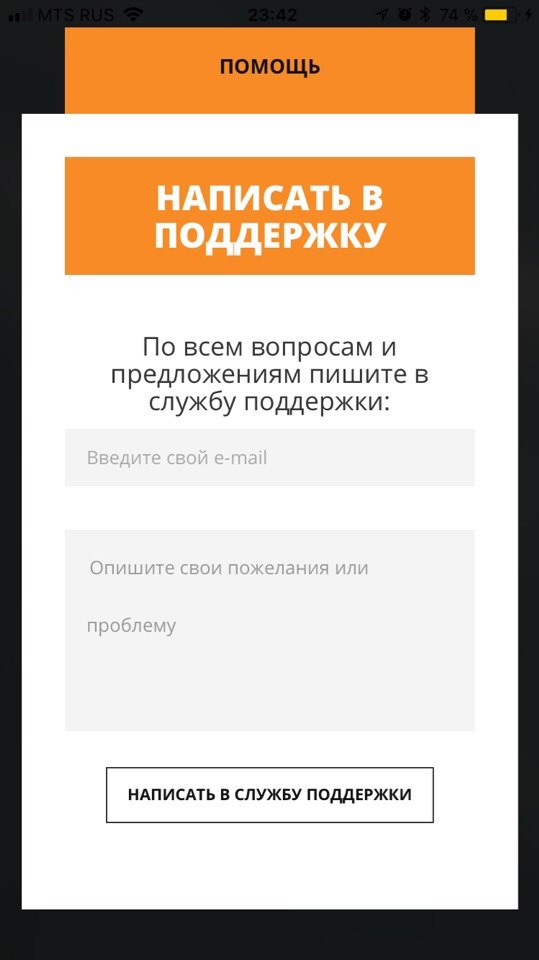 MTS RUS 23:42 74 %
ПОМОЩЬ
НАПИСАТЬ В
ПОДДЕРЖКУ
По всем вопросам и
предложениям пишите в
службу поддержки:
Введите свой e-mail
Опишите свои пожелания или
проблему
НАПИСАТЬ В СЛУЖБУ ПОДДЕРЖКИ